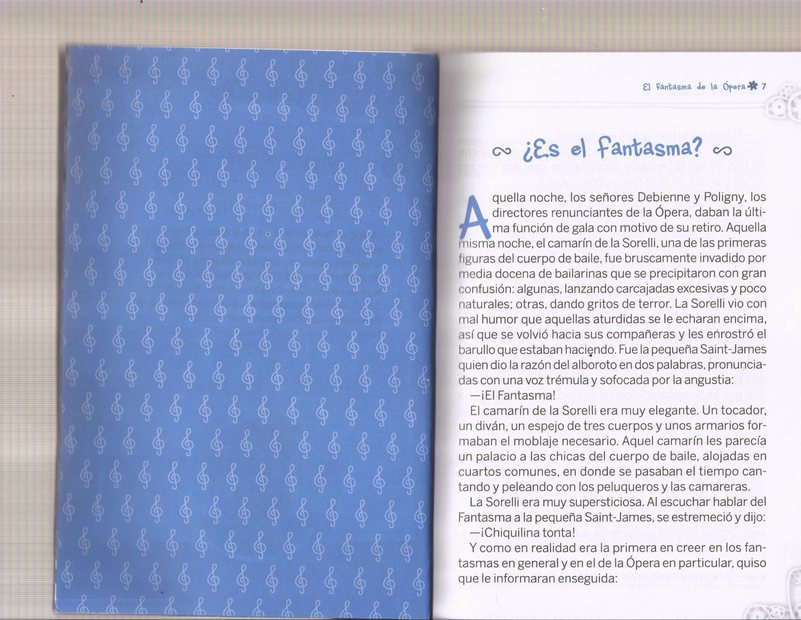 El fantasma de la Ópera 7
¿Es el fantasma?
Aquella noche, los señores Debienne y Poligny, los
directores renunciantes de la Ópera, daban la últi-
ma función de gala con motivo de su retiro. Aquella
misma noche, el camarín de la Sorelli, una de las primeras
figuras del cuerpo de baile, fue bruscamente invadido por
media docena de bailarinas que se precipitaron con gran
confusión: algunas, lanzando carcajadas excesivas y poco
naturales; otras, dando gritos de terror. La Sorelli vio con
mal humor que aquellas aturdidas se le echaran encima,
así que se volvió hacia sus compañeras y les enrostró el
barullo que estaban haciendo. Fue la pequeña Saint-James
quien dio la razón del alboroto en dos palabras, pronuncia-
das con una voz trémula y sofocada por la angustia:
—¡El Fantasma!
El camarín de la Sorelli era muy elegante. Un tocador,
un diván, un espejo de tres cuerpos y unos armarios for-
maban el moblaje necesario. Aquel camarín les parecía
un palacio a las chicas del cuerpo de baile, alojadas en
cuartos comunes, en donde se pasaban el tiempo can-
tando y peleando con los peluqueros y las camareras.
La Sorelli era muy supersticiosa. Al escuchar hablar del
Fantasma a la pequeña Saint-James, se estremeció y dijo:
—¡Chiquilina tonta!
Y como en realidad era la primera en creer en los fan-
tasmas en general y en el de la Ópera en particular, quiso
que le informaran enseguida: